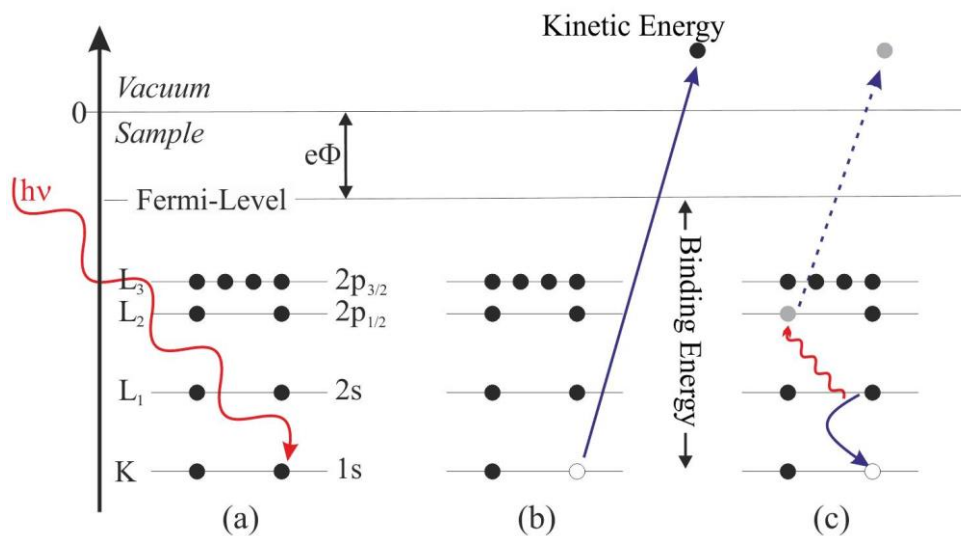 Kinetic Energy
Vacuum
0
Sample
eΦ
hν
Fermi-Level
Binding Energy
L₃ 2p₃/₂
L₂ 2p₁/₂
L₁ 2s
K 1s
(a) (b) (c)